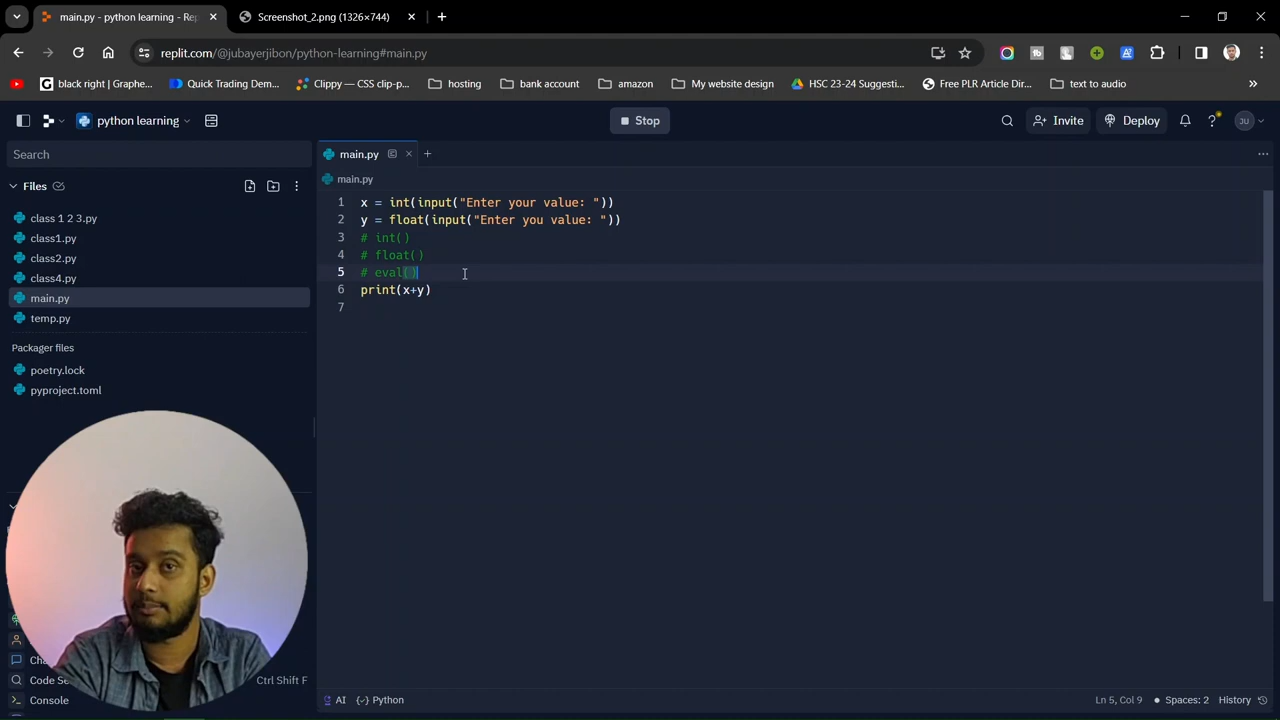 main.py - python learning - Rep
Screenshot_2.png (1326×744)
replit.com/@jubayerjibon/python-learning#main.py
black right | Graphe...
Quick Trading Dem...
Clippy — CSS clip-p...
hosting
bank account
amazon
My website design
HSC 23-24 Suggesti...
Free PLR Article Dir...
text to audio
python learning
Stop
Invite
Deploy
JU
Search
main.py
Files
main.py
class 1 2 3.py
class1.py
class2.py
class4.py
main.py
temp.py
Packager files
poetry.lock
pyproject.toml
1 x = int(input("Enter your value: "))
2 y = float(input("Enter you value: "))
3 # int()
4 # float()
5 # eval()
6 print(x+y)
7
Code Se
Ctrl Shift F
Console
AI
Python
Ln 5, Col 9
Spaces: 2
History